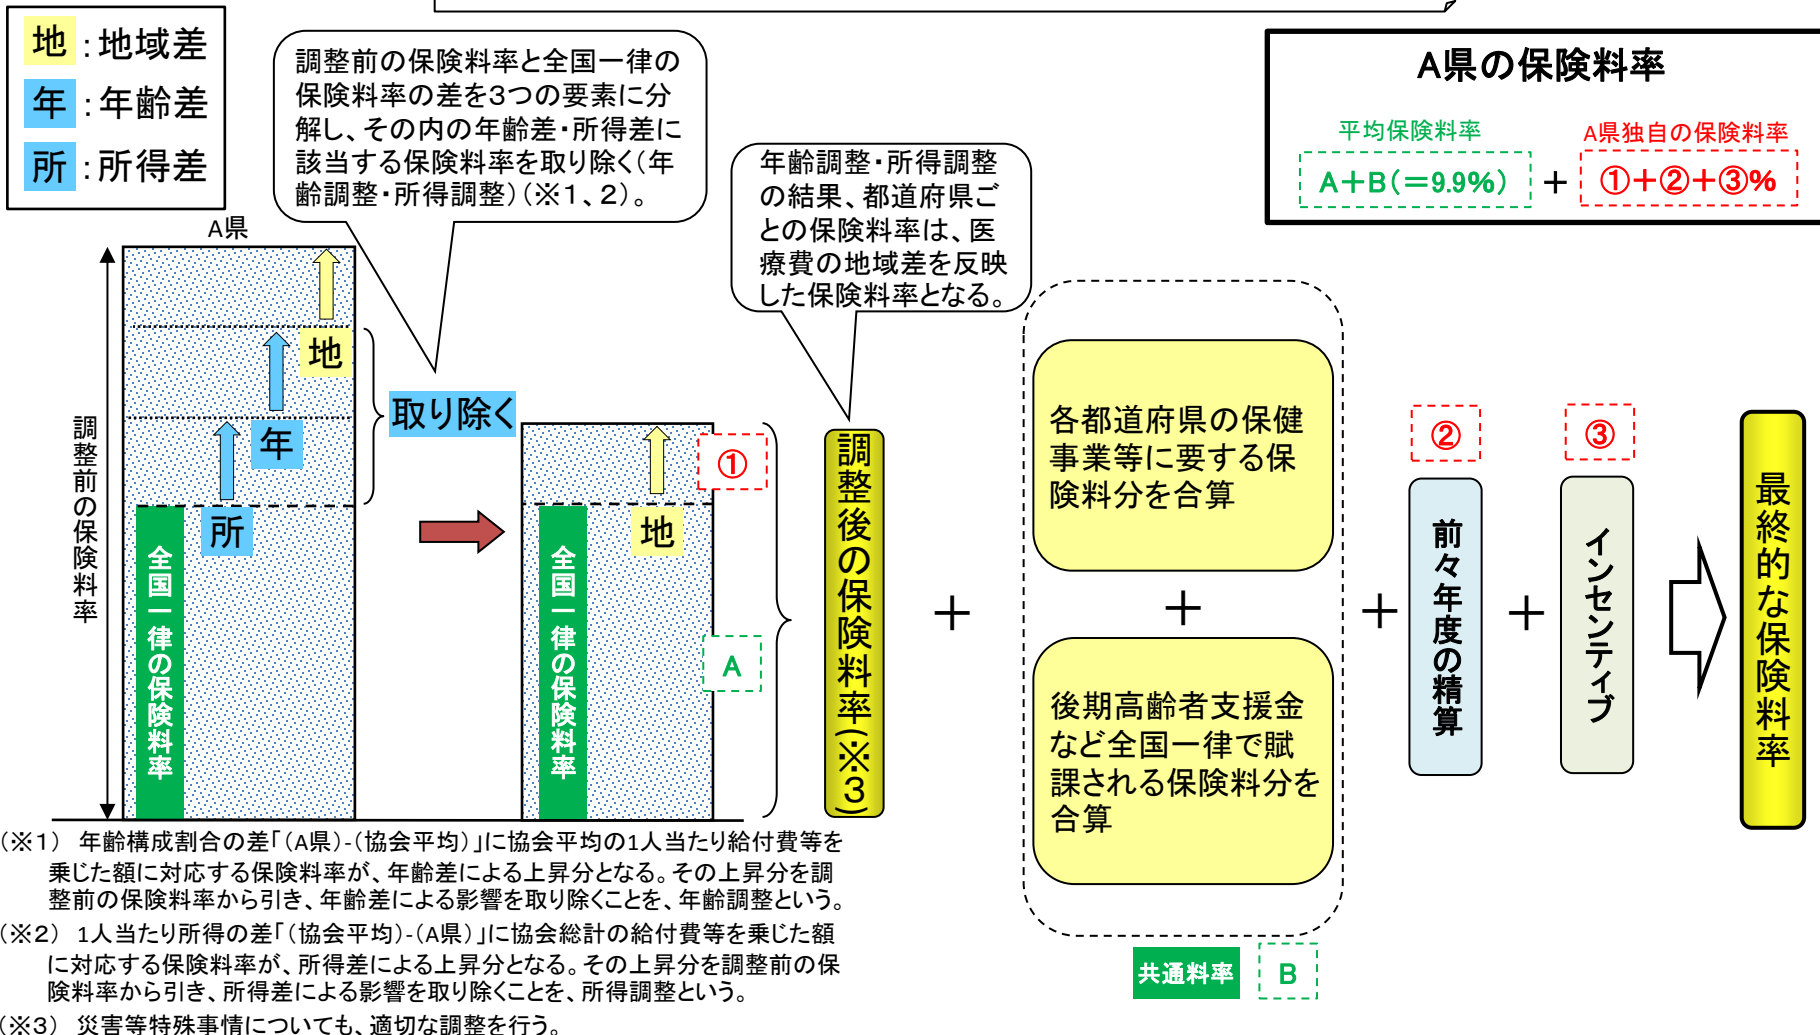 地：地域差
年：年齢差
所：所得差
調整前の保険料率と全国一律の
保険料率の差を3つの要素に分
解し、その内の年齢差・所得差に
該当する保険料率を取り除く（年
齢調整・所得調整）（※１、２）。
年齢調整・所得調整
の結果、都道府県ご
との保険料率は、医
療費の地域差を反映
した保険料率となる。
A県の保険料率
平均保険料率
A県独自の保険料率
A＋B（＝9.9%）
＋
①＋②＋③%
A県
地
年
所
調整前の保険料率
全国一律の保険料率
取り除く
①
地
A
全国一律の保険料率
調整後の保険料率（※３）
＋
各都道府県の保健
事業等に要する保
険料分を合算
＋
後期高齢者支援金
など全国一律で賦
課される保険料分を
合算
共通料率
B
＋
②
前々年度の精算
＋
③
インセンティブ
最終的な保険料率
（※１） 年齢構成割合の差「（A県）-（協会平均）」に協会平均の1人当たり給付費等を
乗じた額に対応する保険料率が、年齢差による上昇分となる。その上昇分を調
整前の保険料率から引き、年齢差による影響を取り除くことを、年齢調整という。
（※２） 1人当たり所得の差「（協会平均）-（A県）」に協会総計の給付費等を乗じた額
に対応する保険料率が、所得差による上昇分となる。その上昇分を調整前の保
険料率から引き、所得差による影響を取り除くことを、所得調整という。
（※３） 災害等特殊事情についても、適切な調整を行う。